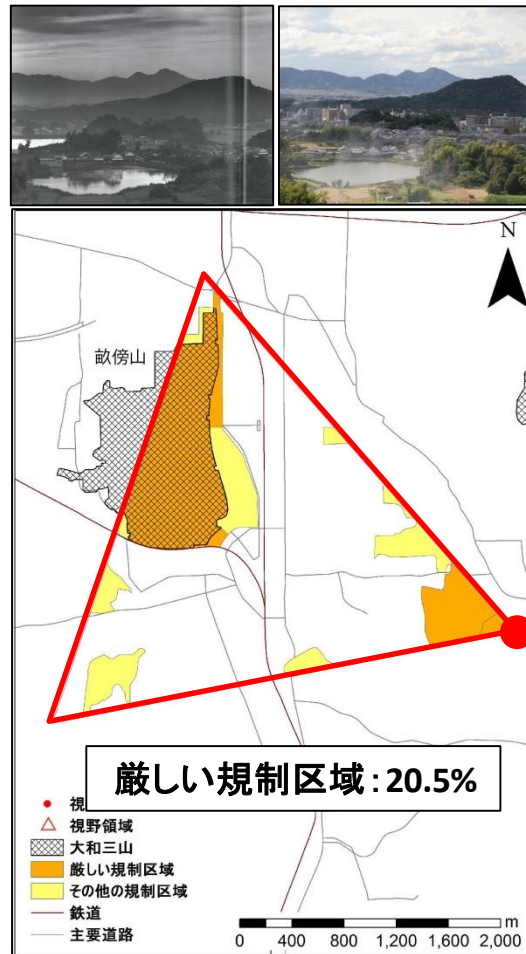 N
畝傍山
厳しい規制区域：20.5%
視
視野領域
大和三山
厳しい規制区域
その他の規制区域
鉄道
主要道路
m
0 400 800 1,200 1,600 2,000